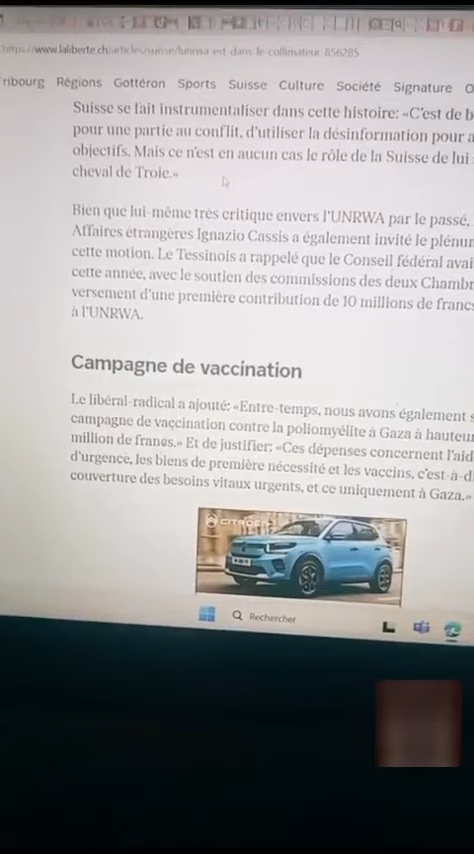 https://www.laliberte.ch/articles/suisse/lunrwa-est-dans-le-collimateur-856285
ribourg Régions Gottéron Sports Suisse Culture Société Signature O
Suisse se fait instrumentaliser dans cette histoire: «C'est de b
pour une partie au conflit, d'utiliser la désinformation pour a
objectifs. Mais ce n'est en aucun cas le rôle de la Suisse de lui
cheval de Troie.»
Bien que lui-même très critique envers l'UNRWA par le passé,
Affaires étrangères Ignazio Cassis a également invité le plénum
cette motion. Le Tessinois a rappelé que le Conseil fédéral avai
cette année, avec le soutien des commissions des deux Chambr
versement d'une première contribution de 10 millions de francs
à l'UNRWA.
Campagne de vaccination
Le libéral-radical a ajouté: «Entre-temps, nous avons également s
campagne de vaccination contre la poliomyélite à Gaza à hauteur
million de francs.» Et de justifier: «Ces dépenses concernent l'aid
d'urgence, les biens de première nécessité et les vaccins, c'est-à-di
couverture des besoins vitaux urgents, et ce uniquement à Gaza.»
CITROËN
Rechercher